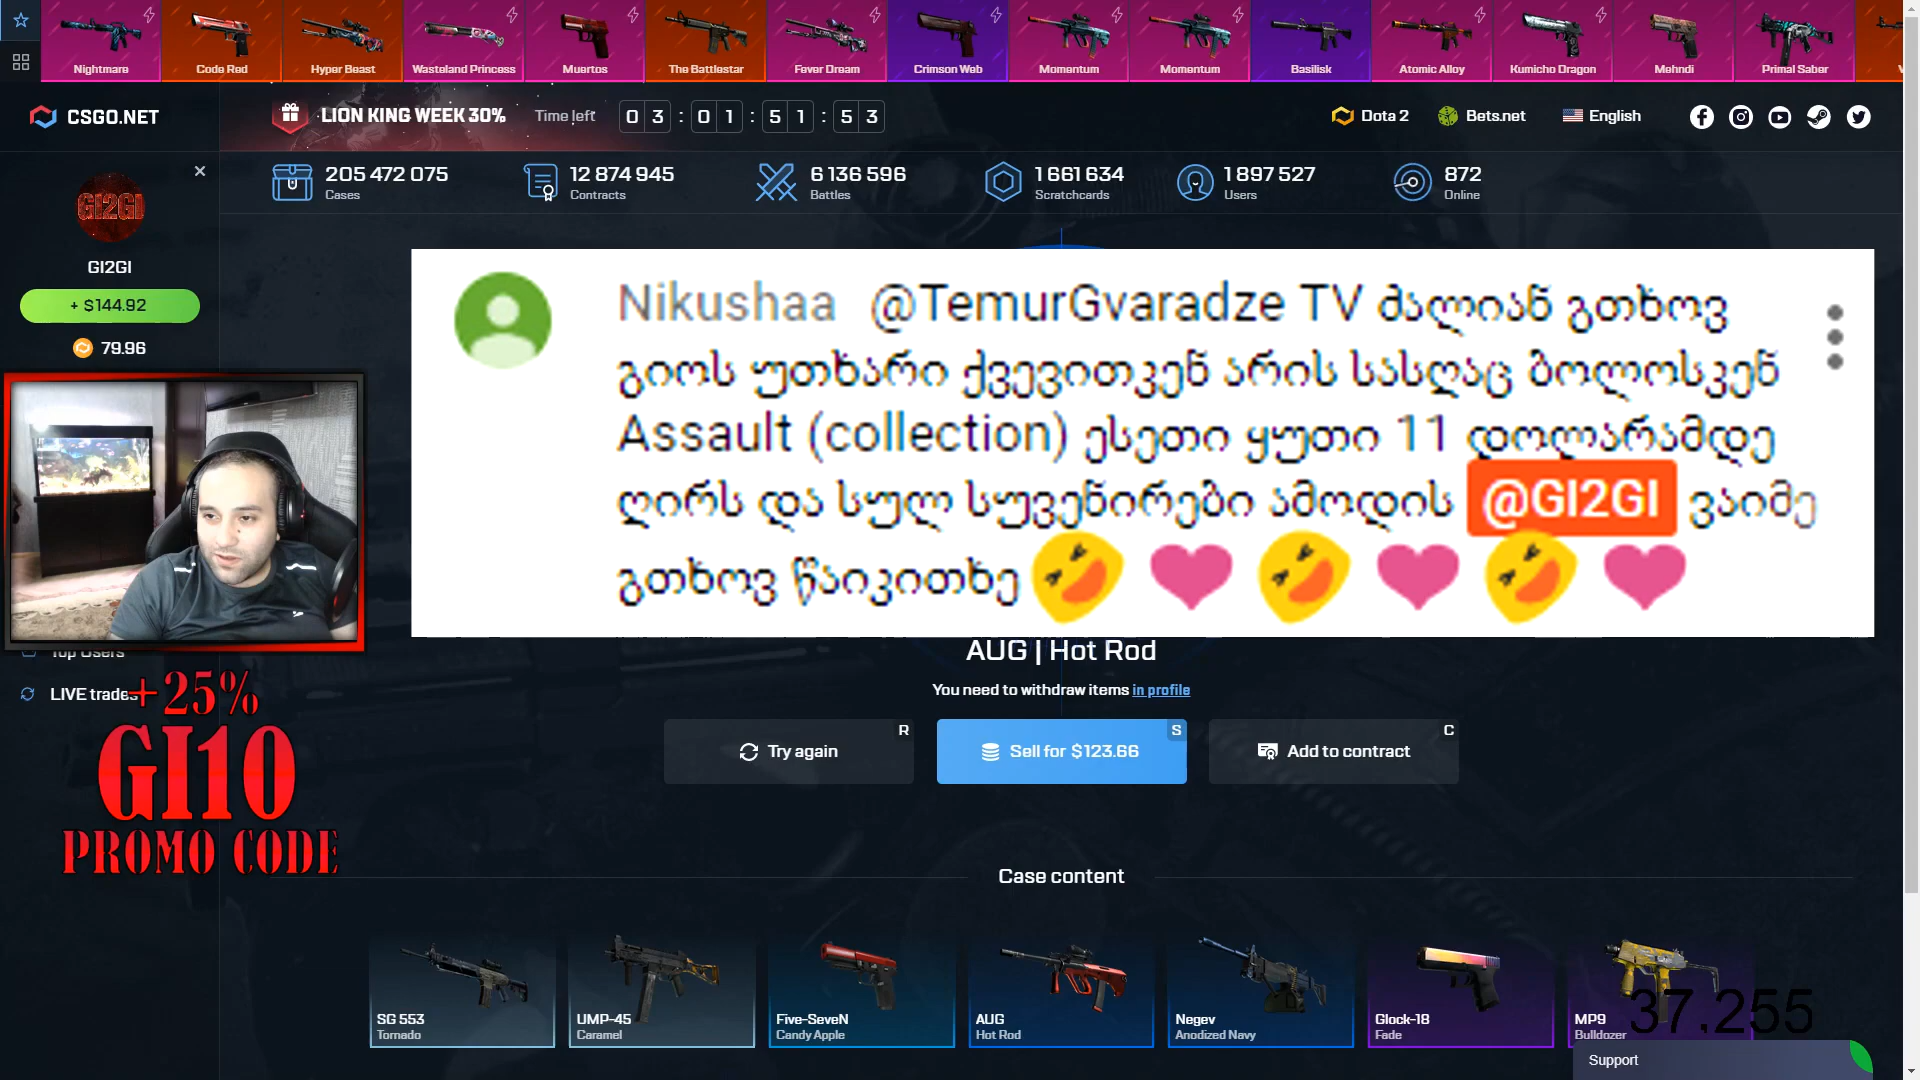 Nightmare
Code Red
Hyper Beast
Wasteland Princess
Muertos
The Battlestar
Fever Dream
Crimson Web
Momentum
Momentum
Basilisk
Atomic Alloy
Kumicho Dragon
Mehndi
Primal Saber
CSGO.NET
LION KING WEEK 30%
Time left
03:01:51:53
Dota 2
Bets.net
English
205 472 075
Cases
12 874 945
Contracts
6 136 596
Battles
1 661 634
Scratchcards
1 897 527
Users
872
Online
GI2GI
GI2GI
+ $144.92
79.96
Nikushaa @TemurGvaradze TV ძალიან გთხოვ
გიოს უთხარი ქვევითკენ არის სასღაც ბოლოსკენ
Assault (collection) ესეთი ყუთი 11 დოლარამდე
ღირს და სულ სუვენირები ამოდის @GI2GI ვაიმე
გთხოვ წაიკითხე
AUG | Hot Rod
You need to withdraw items in profile
Try again
R
Sell for $123.66
S
Add to contract
C
Top Users
LIVE trades
+25%
GI10
PROMO CODE
Case content
SG 553
Tornado
UMP-45
Caramel
Five-SeveN
Candy Apple
AUG
Hot Rod
Negev
Anodized Navy
Glock-18
Fade
MP9
Bulldozer
37.255
Support